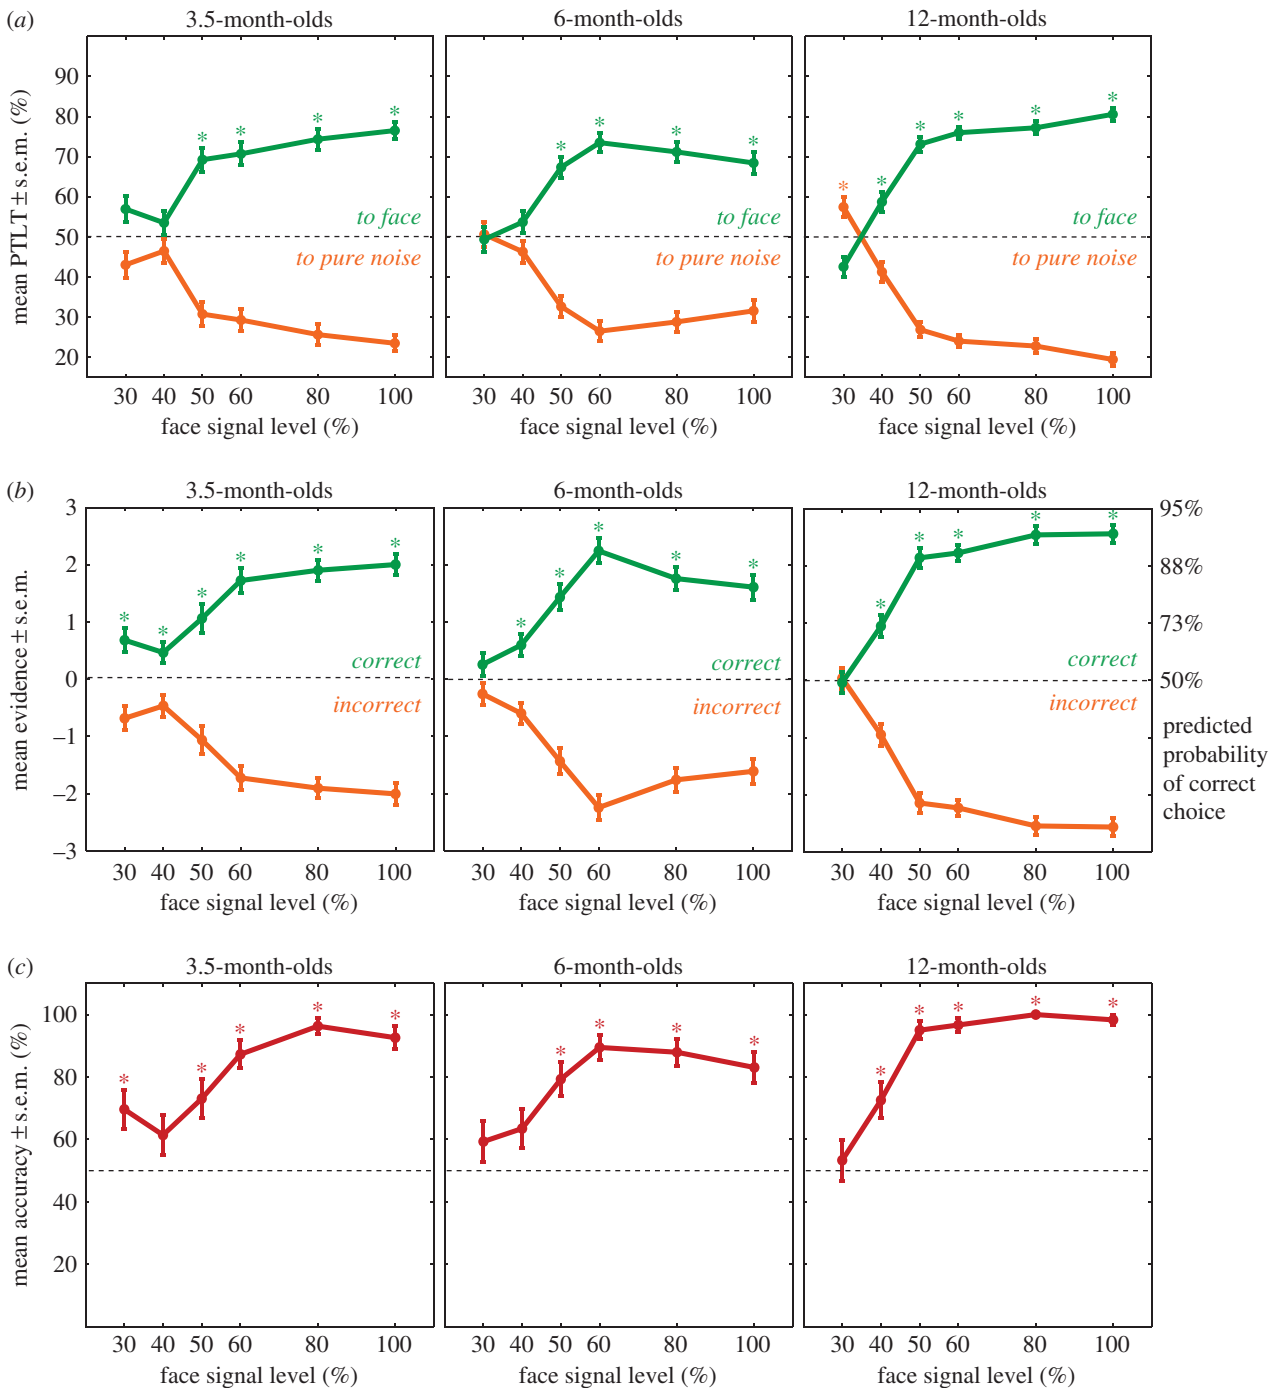 (a)
3.5-month-olds
6-month-olds
12-month-olds
mean PTLT ± s.e.m. (%)
90
80
70
60
50
40
30
20
* * * *
* * * *
* * * * * *
to face
to pure noise
to face
to pure noise
to face
to pure noise
30 40 50 60 80 100
30 40 50 60 80 100
30 40 50 60 80 100
face signal level (%)
face signal level (%)
face signal level (%)
(b)
3.5-month-olds
6-month-olds
12-month-olds
mean evidence ± s.e.m.
3
2
1
0
–1
–2
–3
* * * * * *
* * * * *
* * * * *
correct
incorrect
correct
incorrect
correct
incorrect
95%
88%
73%
50%
predicted
probability
of correct
choice
30 40 50 60 80 100
30 40 50 60 80 100
30 40 50 60 80 100
face signal level (%)
face signal level (%)
face signal level (%)
(c)
3.5-month-olds
6-month-olds
12-month-olds
mean accuracy ± s.e.m. (%)
100
80
60
40
20
* * * * *
* * * *
* * * * *
30 40 50 60 80 100
30 40 50 60 80 100
30 40 50 60 80 100
face signal level (%)
face signal level (%)
face signal level (%)